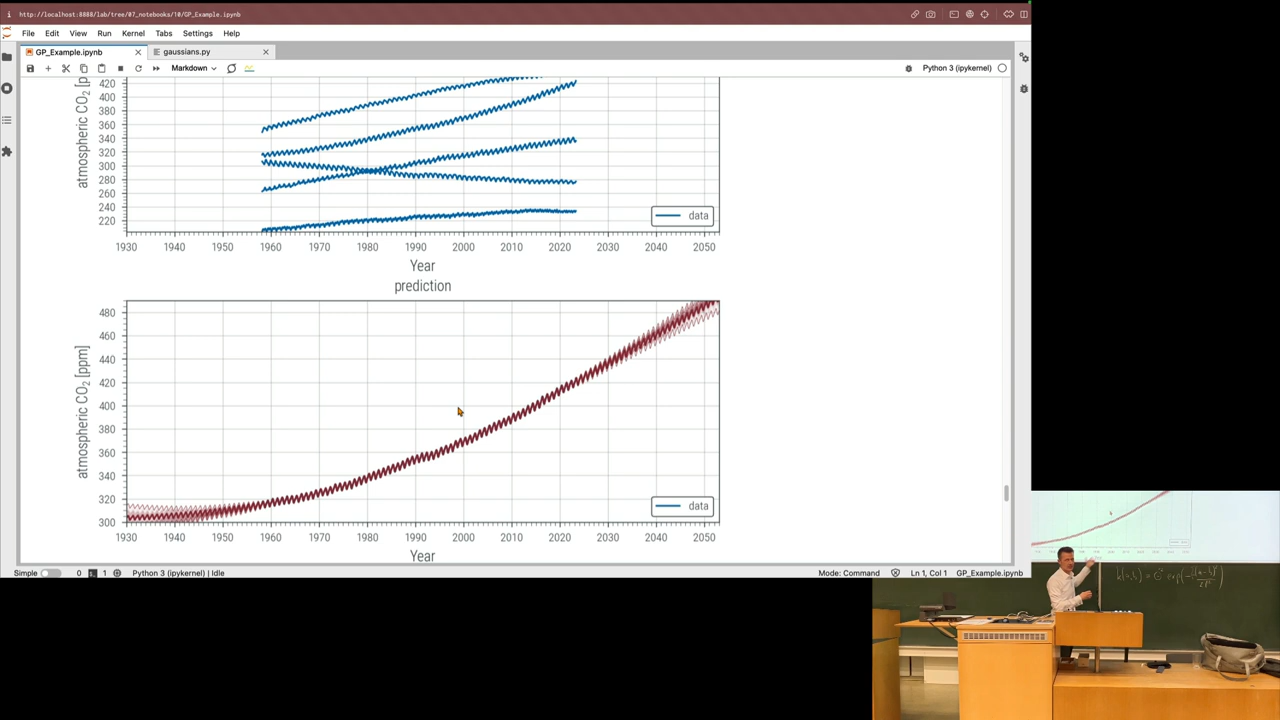 http://localhost:8888/lab/tree/07_notebooks/10/GP_Example.ipynb
File Edit View Run Kernel Tabs Settings Help
GP_Example.ipynb
gaussians.py
Markdown
Python 3 (ipykernel)
atmospheric CO₂ [p
420
400
380
360
340
320
300
280
260
240
220
data
1930 1940 1950 1960 1970 1980 1990 2000 2010 2020 2030 2040 2050
Year
prediction
atmospheric CO₂ [ppm]
480
460
440
420
400
380
360
340
320
300
data
1930 1940 1950 1960 1970 1980 1990 2000 2010 2020 2030 2040 2050
Year
Simple 0 1 Python 3 (ipykernel) | Idle
Mode: Command Ln 1, Col 1 GP_Example.ipynb